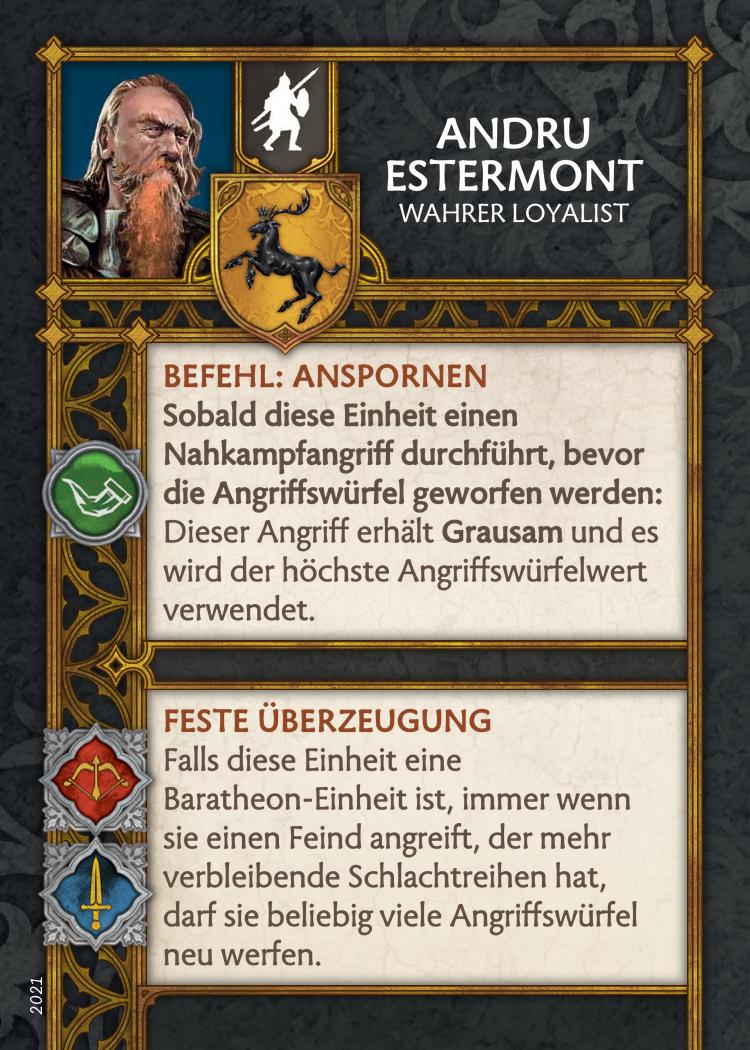 ANDRU
ESTERMONT
WAHRER LOYALIST
BEFEHL: ANSPORNEN
Sobald diese Einheit einen
Nahkampfangriff durchführt, bevor
die Angriffswürfel geworfen werden:
Dieser Angriff erhält Grausam und es
wird der höchste Angriffswürfelwert
verwendet.
FESTE ÜBERZEUGUNG
Falls diese Einheit eine
Baratheon-Einheit ist, immer wenn
sie einen Feind angreift, der mehr
verbleibende Schlachtreihen hat,
darf sie beliebig viele Angriffswürfel
neu werfen.
2021